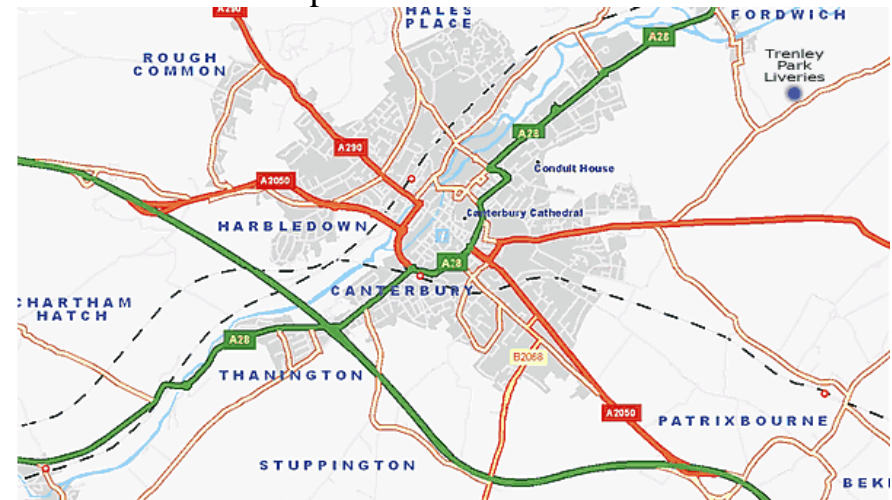 A290
HALES
PLACE
FORDWICH
A28
ROUGH
COMMON
Trenley
Park
Liveries
A28
A290
Conduit House
A2050
Canterbury Cathedral
HARBLEDOWN
A28
CANTERBURY
CHARTHAM
HATCH
A28
B2068
THANINGTON
A2050
PATRIXBOURNE
STUPPINGTON
BEK